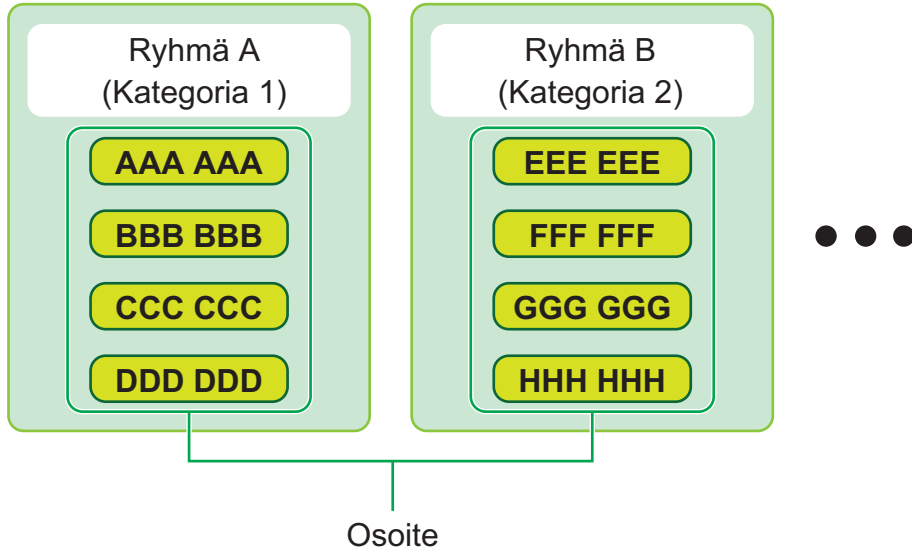 Ryhmä A
(Kategoria 1)
AAA AAA
BBB BBB
CCC CCC
DDD DDD
Ryhmä B
(Kategoria 2)
EEE EEE
FFF FFF
GGG GGG
HHH HHH
Osoite